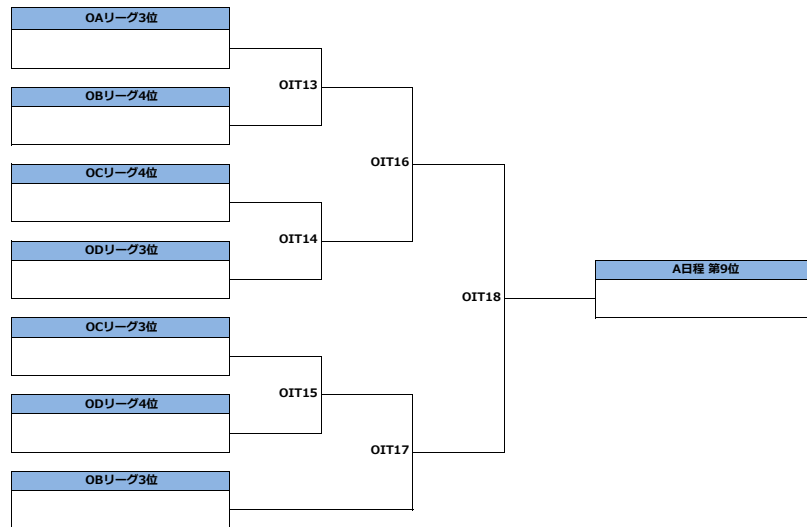 OAリーグ3位
OIT13
OBリーグ4位
OIT16
OCリーグ4位
OIT14
ODリーグ3位
A日程 第9位
OIT18
OCリーグ3位
OIT15
ODリーグ4位
OIT17
OBリーグ3位